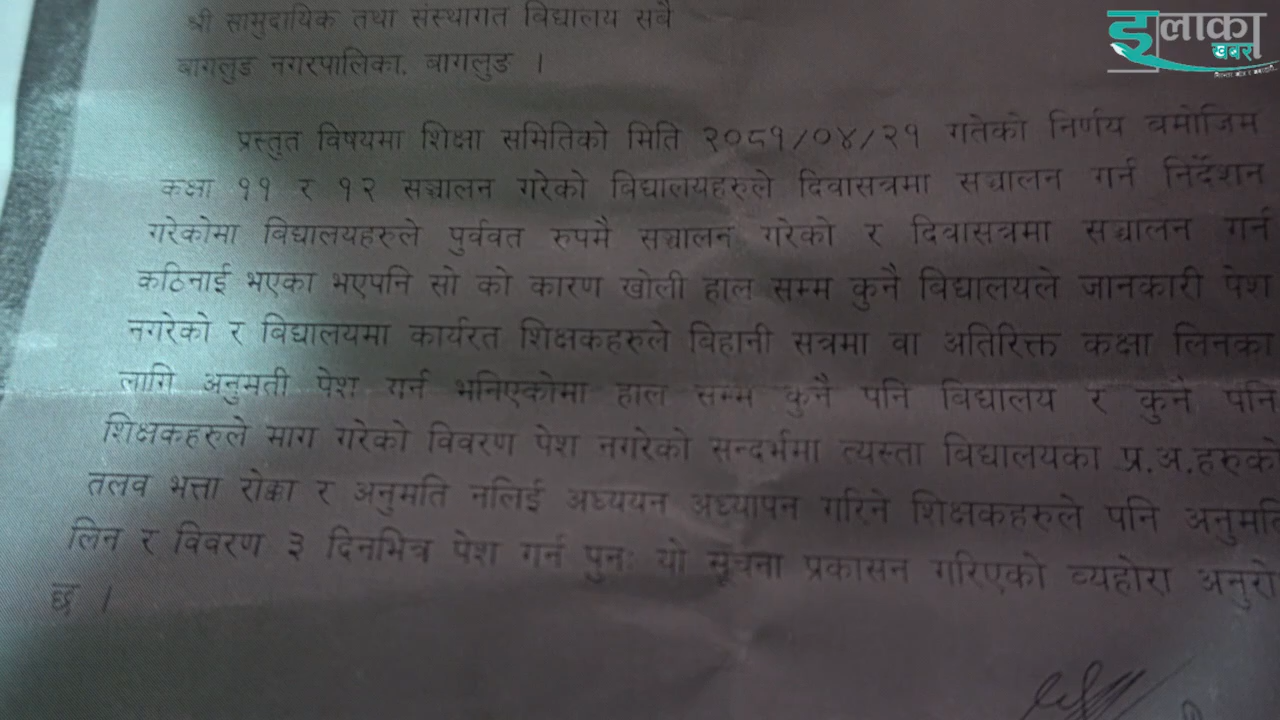 श्री सामुदायिक तथा संस्थागत विद्यालय सबै
बागलुङ नगरपालिका, बागलुङ ।
इलाका
खबर
प्रस्तुत विषयमा शिक्षा समितिको मिति २०८१/०४/२१ गतेको निर्णय बमोजिम
कक्षा ११ र १२ सञ्चालन गरेको विद्यालयहरुले दिवासत्रमा सञ्चालन गर्न निर्देशन
गरेकोमा विद्यालयहरुले पुर्ववत रुपमै सञ्चालन गरेको र दिवासत्रमा सञ्चालन गर्न
कठिनाई भएका भएपनि सो को कारण खोली हाल सम्म कुनै विद्यालयले जानकारी पेश
नगरेको र विद्यालयमा कार्यरत शिक्षकहरुले बिहानी सत्रमा वा अतिरिक्त कक्षा लिनका
लागि अनुमती पेश गर्न भनिएकोमा हाल सम्म कुनै पनि विद्यालय र कुनै पनि
शिक्षकहरुले माग गरेको विवरण पेश नगरेको सन्दर्भमा त्यस्ता विद्यालयका प्र.अ.हरुको
तलव भत्ता रोक्का र अनुमति नलिई अध्ययन अध्यापन गरिने शिक्षकहरुले पनि अनुमति
लिन र विवरण ३ दिनभित्र पेश गर्न पुनः यो सूचना प्रकासन गरिएको व्यहोरा अनुरो
छ ।